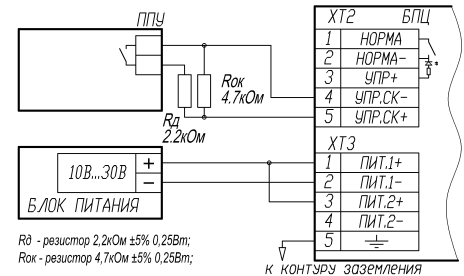 ППУ
ХТ2 БПЦ
1 НОРМА
2 НОРМА-
3 УПР+
4 УПР.СК-
5 УПР.СК+
Rок
4.7кОм
Rд
2.2кОм
ХТ3
1 ПИТ.1+
2 ПИТ.1-
3 ПИТ.2+
4 ПИТ.2-
5
10В...30В + −
БЛОК ПИТАНИЯ
Rд - резистор 2,2кОм ±5% 0,25Вт;
Rок - резистор 4,7кОм ±5% 0,25Вт;
К контуру заземления